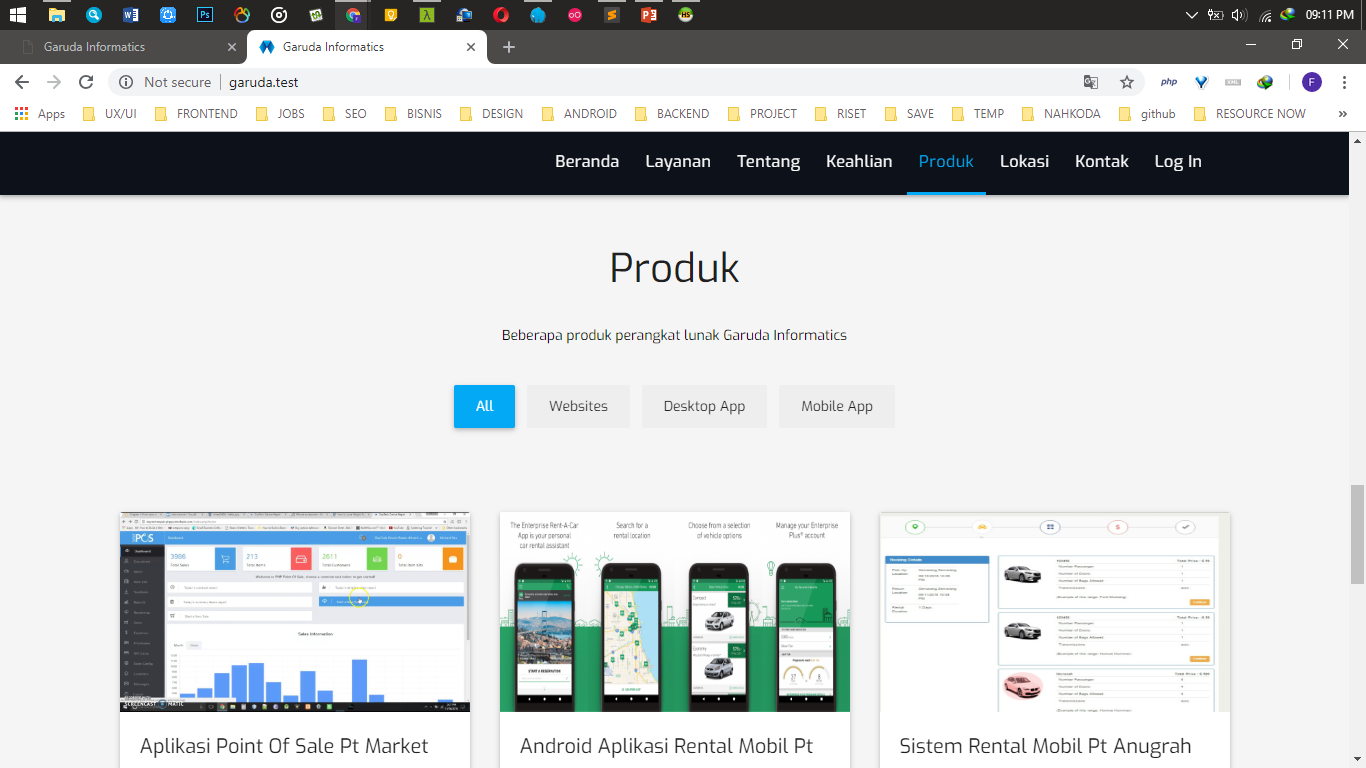 09:11 PM
Garuda Informatics
Garuda Informatics
Not secure
garuda.test
php
F
Apps
UX/UI
FRONTEND
JOBS
SEO
BISNIS
DESIGN
ANDROID
BACKEND
PROJECT
RISET
SAVE
TEMP
NAHKODA
github
RESOURCE NOW
Beranda
Layanan
Tentang
Keahlian
Produk
Lokasi
Kontak
Log In
Produk
Beberapa produk perangkat lunak Garuda Informatics
All
Websites
Desktop App
Mobile App
3986
213
2611
0
Sales Information
SCREENCAST MATIC
The Enterprise Rent-A-Car
App is your personal
car rental assistant
Search for a
rental location
Choose from a selection
of vehicle options
Manage your Enterprise
Plus® account
START A RESERVATION
Aplikasi Point Of Sale Pt Market
Android Aplikasi Rental Mobil Pt
Sistem Rental Mobil Pt Anugrah